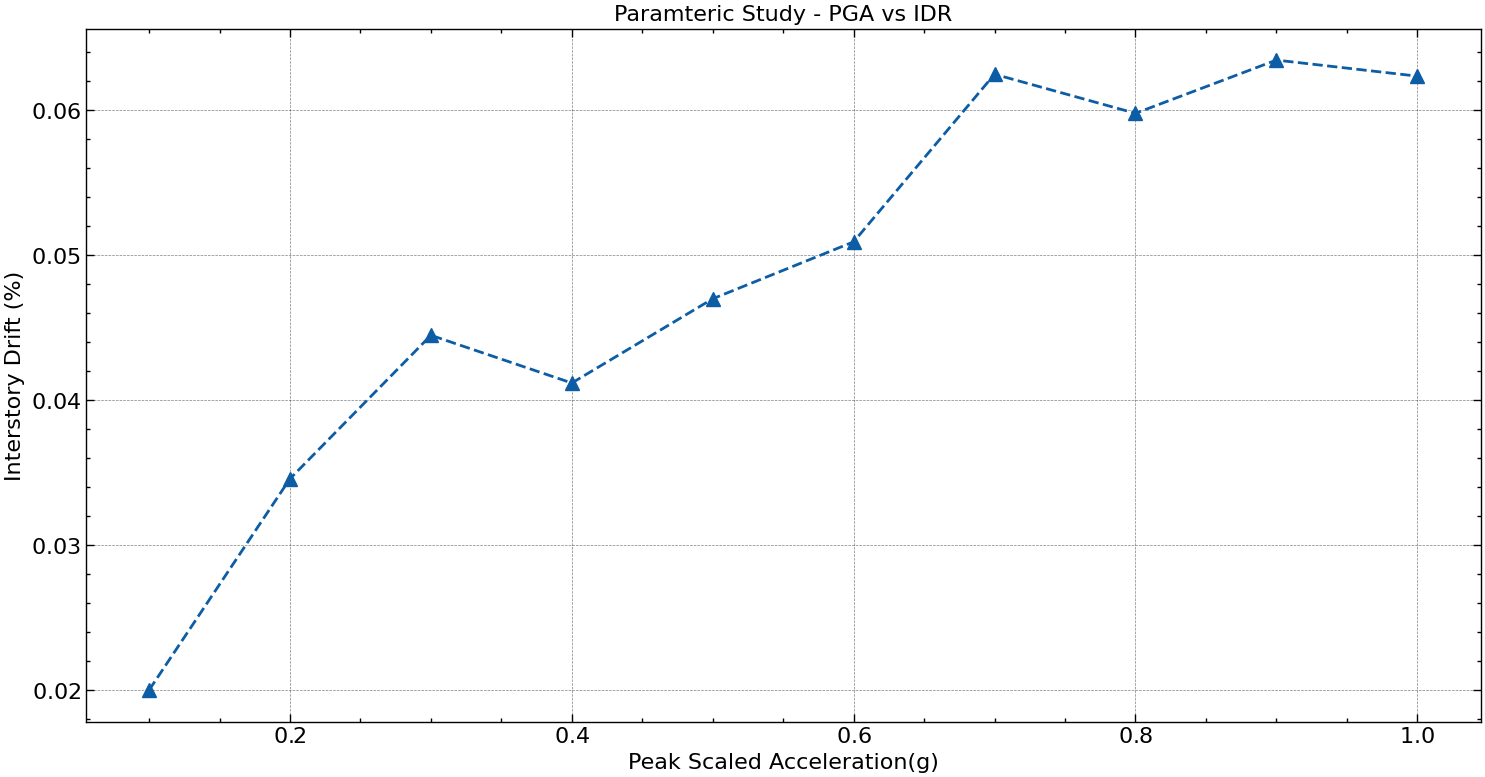 Paramteric Study - PGA vs IDR
Interstory Drift (%)
0.06
0.05
0.04
0.03
0.02
0.2 0.4 0.6 0.8 1.0
Peak Scaled Acceleration(g)